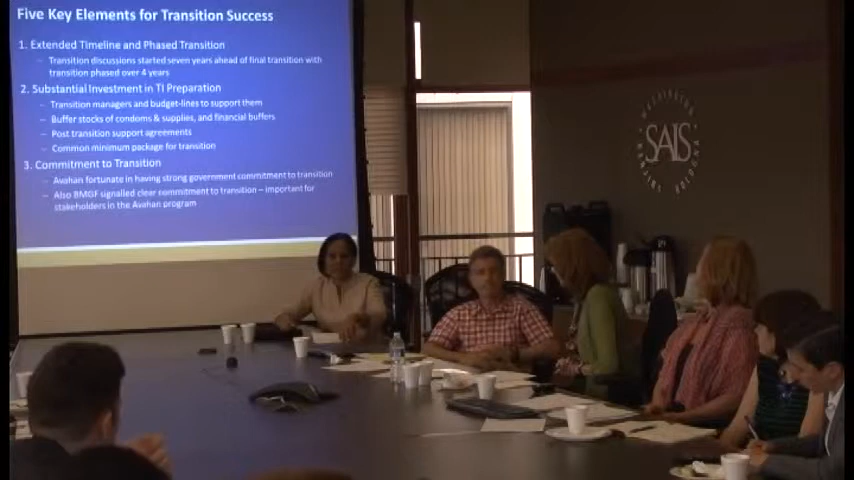 Five Key Elements for Transition Success
1. Extended Timeline and Phased Transition
– Transition discussions started seven years ahead of final transition with
transition phased over 4 years
2. Substantial Investment in TI Preparation
– Transition managers and budget-lines to support them
– Buffer stocks of condoms & supplies, and financial buffers
– Post transition support agreements
– Common minimum package for transition
3. Commitment to Transition
– Avahan fortunate in having strong government commitment to transition
– Also BMGF signalled clear commitment to transition – important for
stakeholders in the Avahan program
WASHINGTON
SAIS
NANJING
BOLOGNA